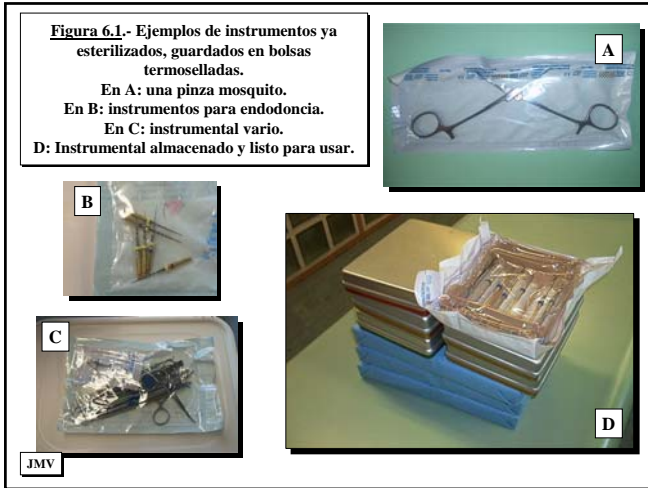 Figura 6.1.- Ejemplos de instrumentos ya
esterilizados, guardados en bolsas
termoselladas.
En A: una pinza mosquito.
En B: instrumentos para endodoncia.
En C: instrumental vario.
D: Instrumental almacenado y listo para usar.
A
B
C
D
JMV